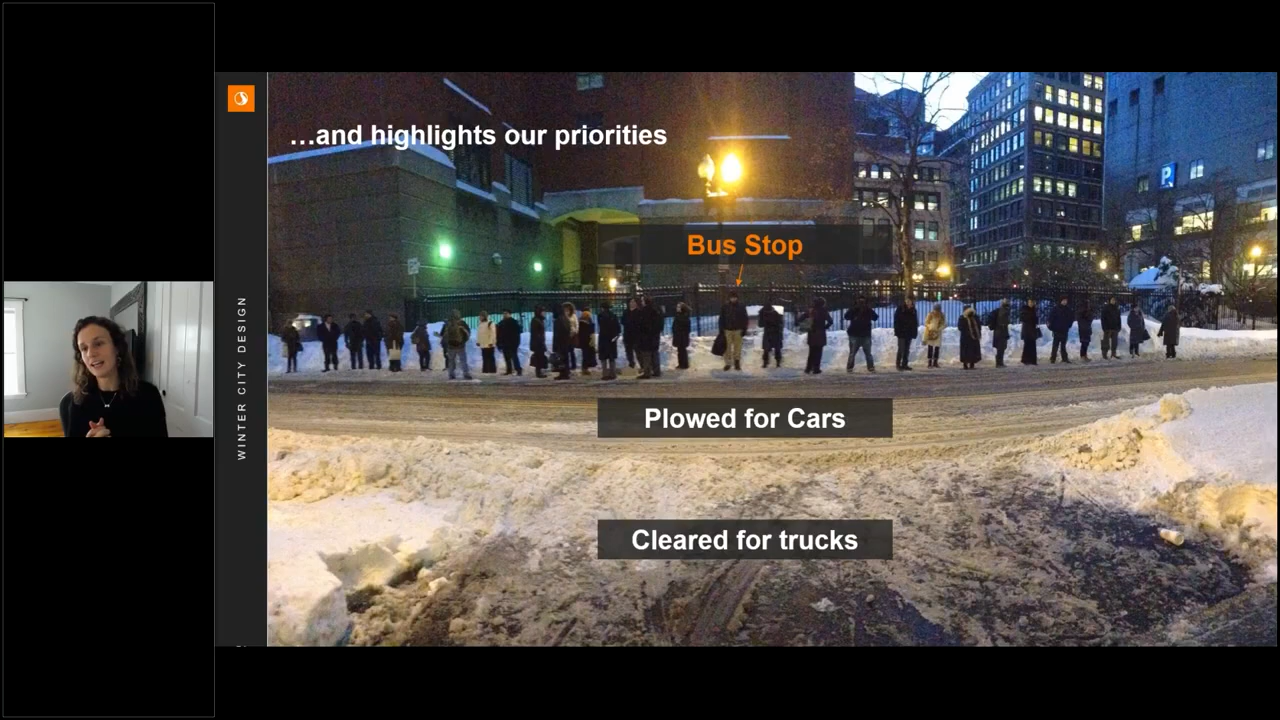 …and highlights our priorities
P
Bus Stop
WINTER CITY DESIGN
Plowed for Cars
Cleared for trucks